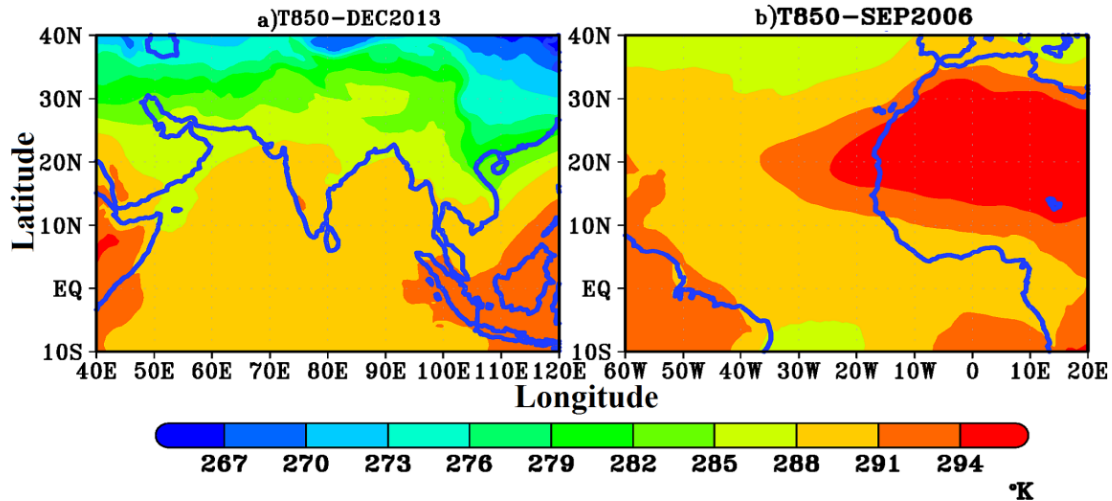 a)T850-DEC2013 b)T850-SEP2006
40N 40N
30N 30N
20N 20N
10N 10N
EQ EQ
10S 10S
Latitude
40E 50E 60E 70E 80E 90E 100E 110E 120E 60W 50W 40W 30W 20W 10W 0 10E 20E
Longitude
267 270 273 276 279 282 285 288 291 294
°K